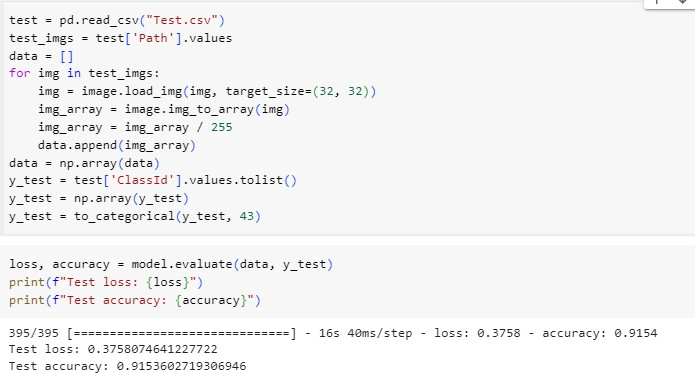 test = pd.read_csv("Test.csv")
test_imgs = test['Path'].values
data = []
for img in test_imgs:
    img = image.load_img(img, target_size=(32, 32))
    img_array = image.img_to_array(img)
    img_array = img_array / 255
    data.append(img_array)
data = np.array(data)
y_test = test['ClassId'].values.tolist()
y_test = np.array(y_test)
y_test = to_categorical(y_test, 43)
loss, accuracy = model.evaluate(data, y_test)
print(f"Test loss: {loss}")
print(f"Test accuracy: {accuracy}")
395/395 [==============================] - 16s 40ms/step - loss: 0.3758 - accuracy: 0.9154
Test loss: 0.3758074641227722
Test accuracy: 0.9153602719306946